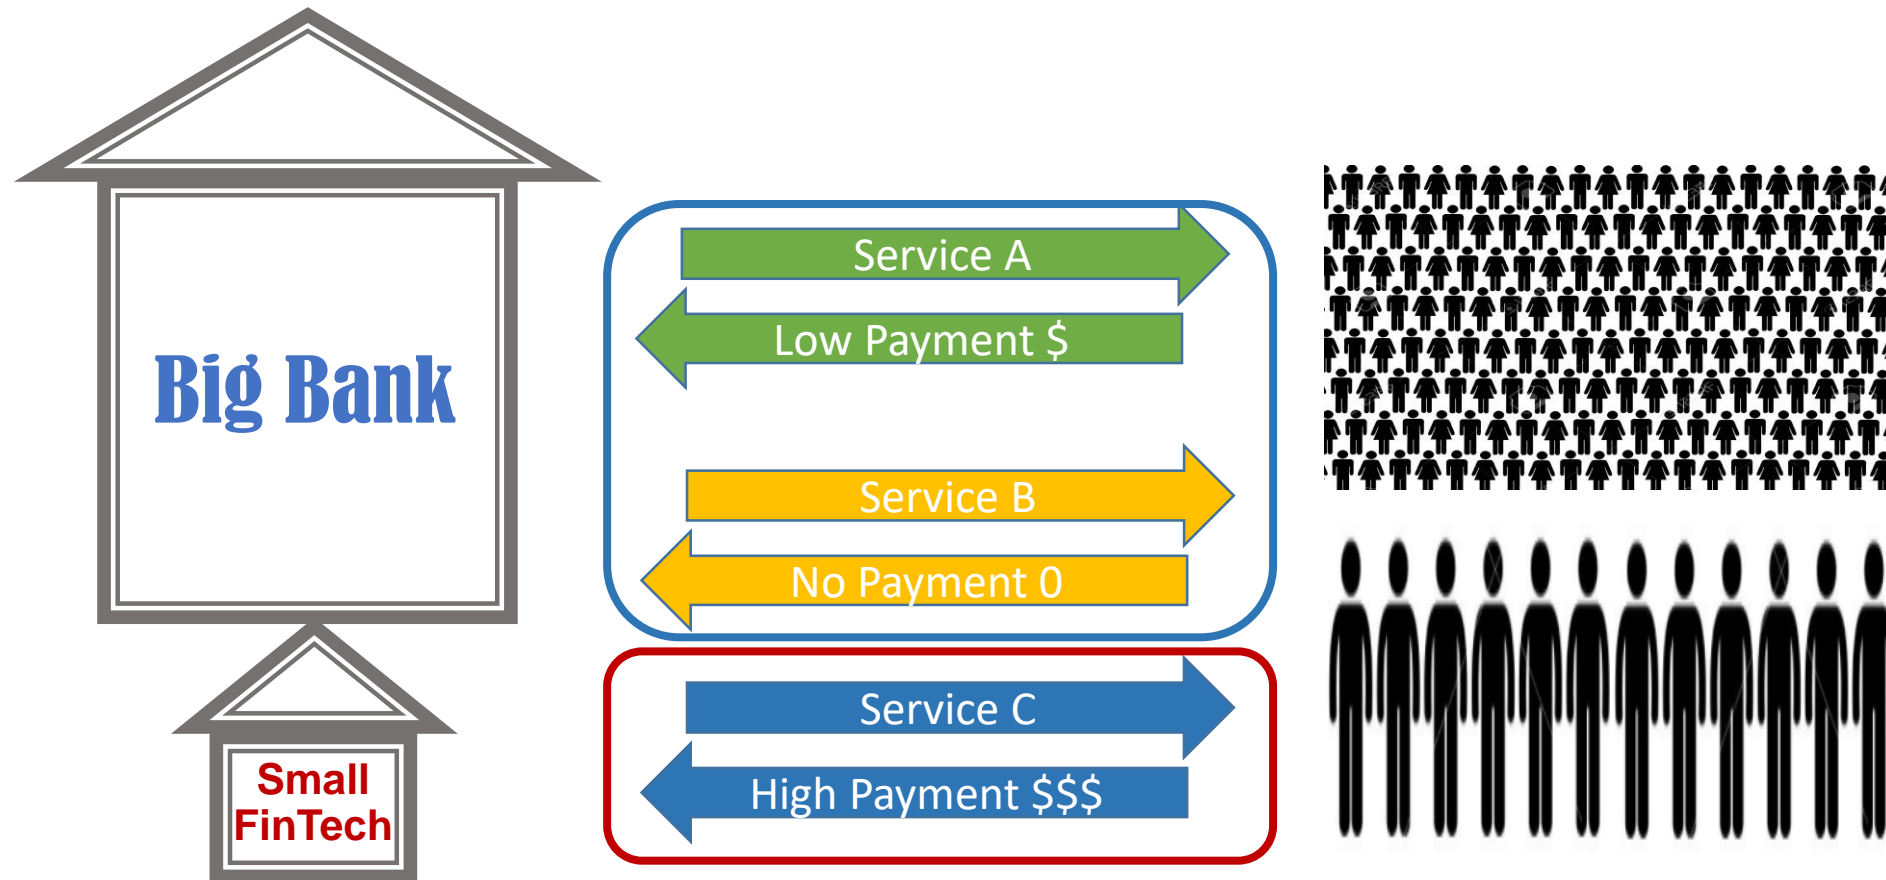 Big Bank
Service A
Low Payment $
Service B
No Payment 0
Service C
High Payment $$$
Small
FinTech